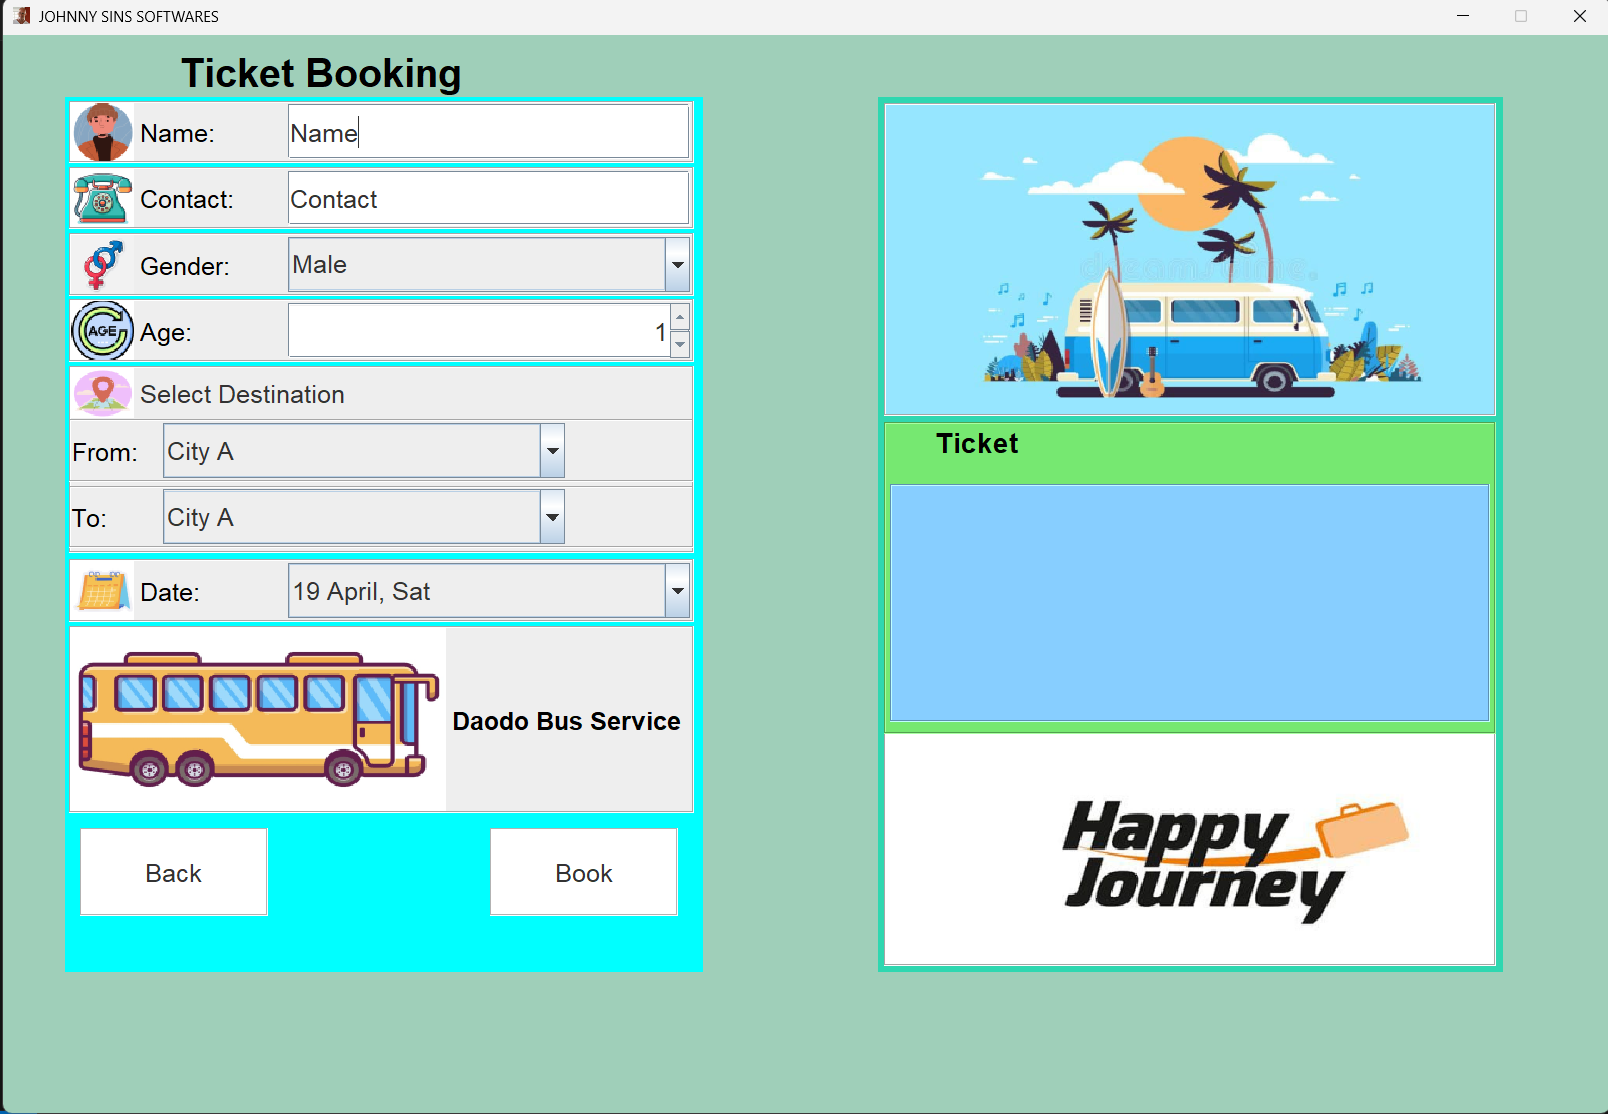 JOHNNY SINS SOFTWARES
Ticket Booking
Name: Name
Contact: Contact
Gender: Male
AGE
Age: 1
Select Destination
From: City A
To: City A
Date: 19 April, Sat
Daodo Bus Service
Back Book
dreamstime.
Ticket
Happy
Journey